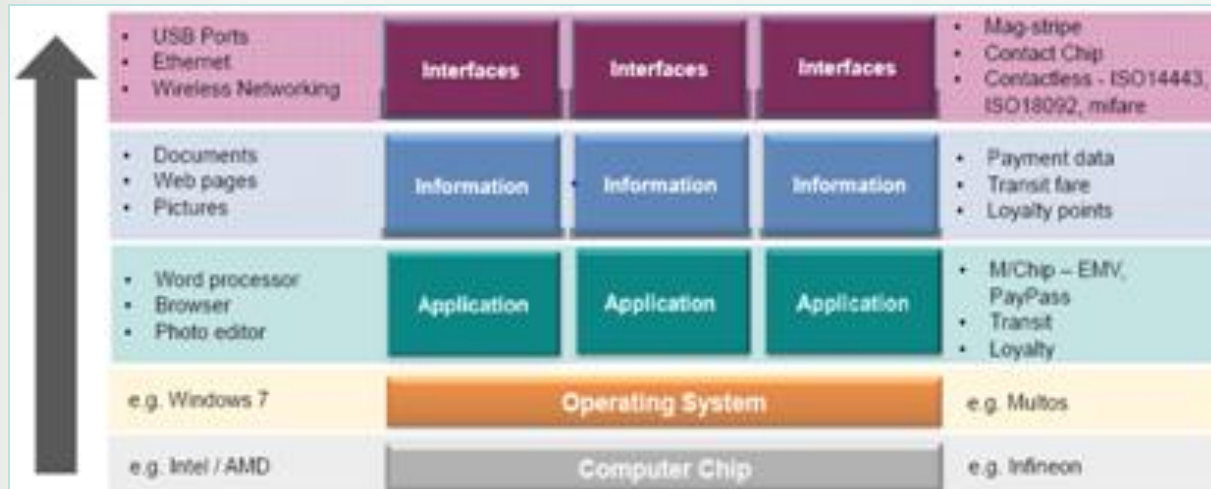 USB Ports
Ethernet
Wireless Networking
Interfaces
Interfaces
Interfaces
Mag-stripe
Contact Chip
Contactless - ISO14443,
ISO18092, mifare
Documents
Web pages
Pictures
Information
Information
Information
Payment data
Transit fare
Loyalty points
Word processor
Browser
Photo editor
Application
Application
Application
M/Chip – EMV,
PayPass
Transit
Loyalty
e.g. Windows 7
Operating System
e.g. Multos
e.g. Intel / AMD
Computer Chip
e.g. Infineon